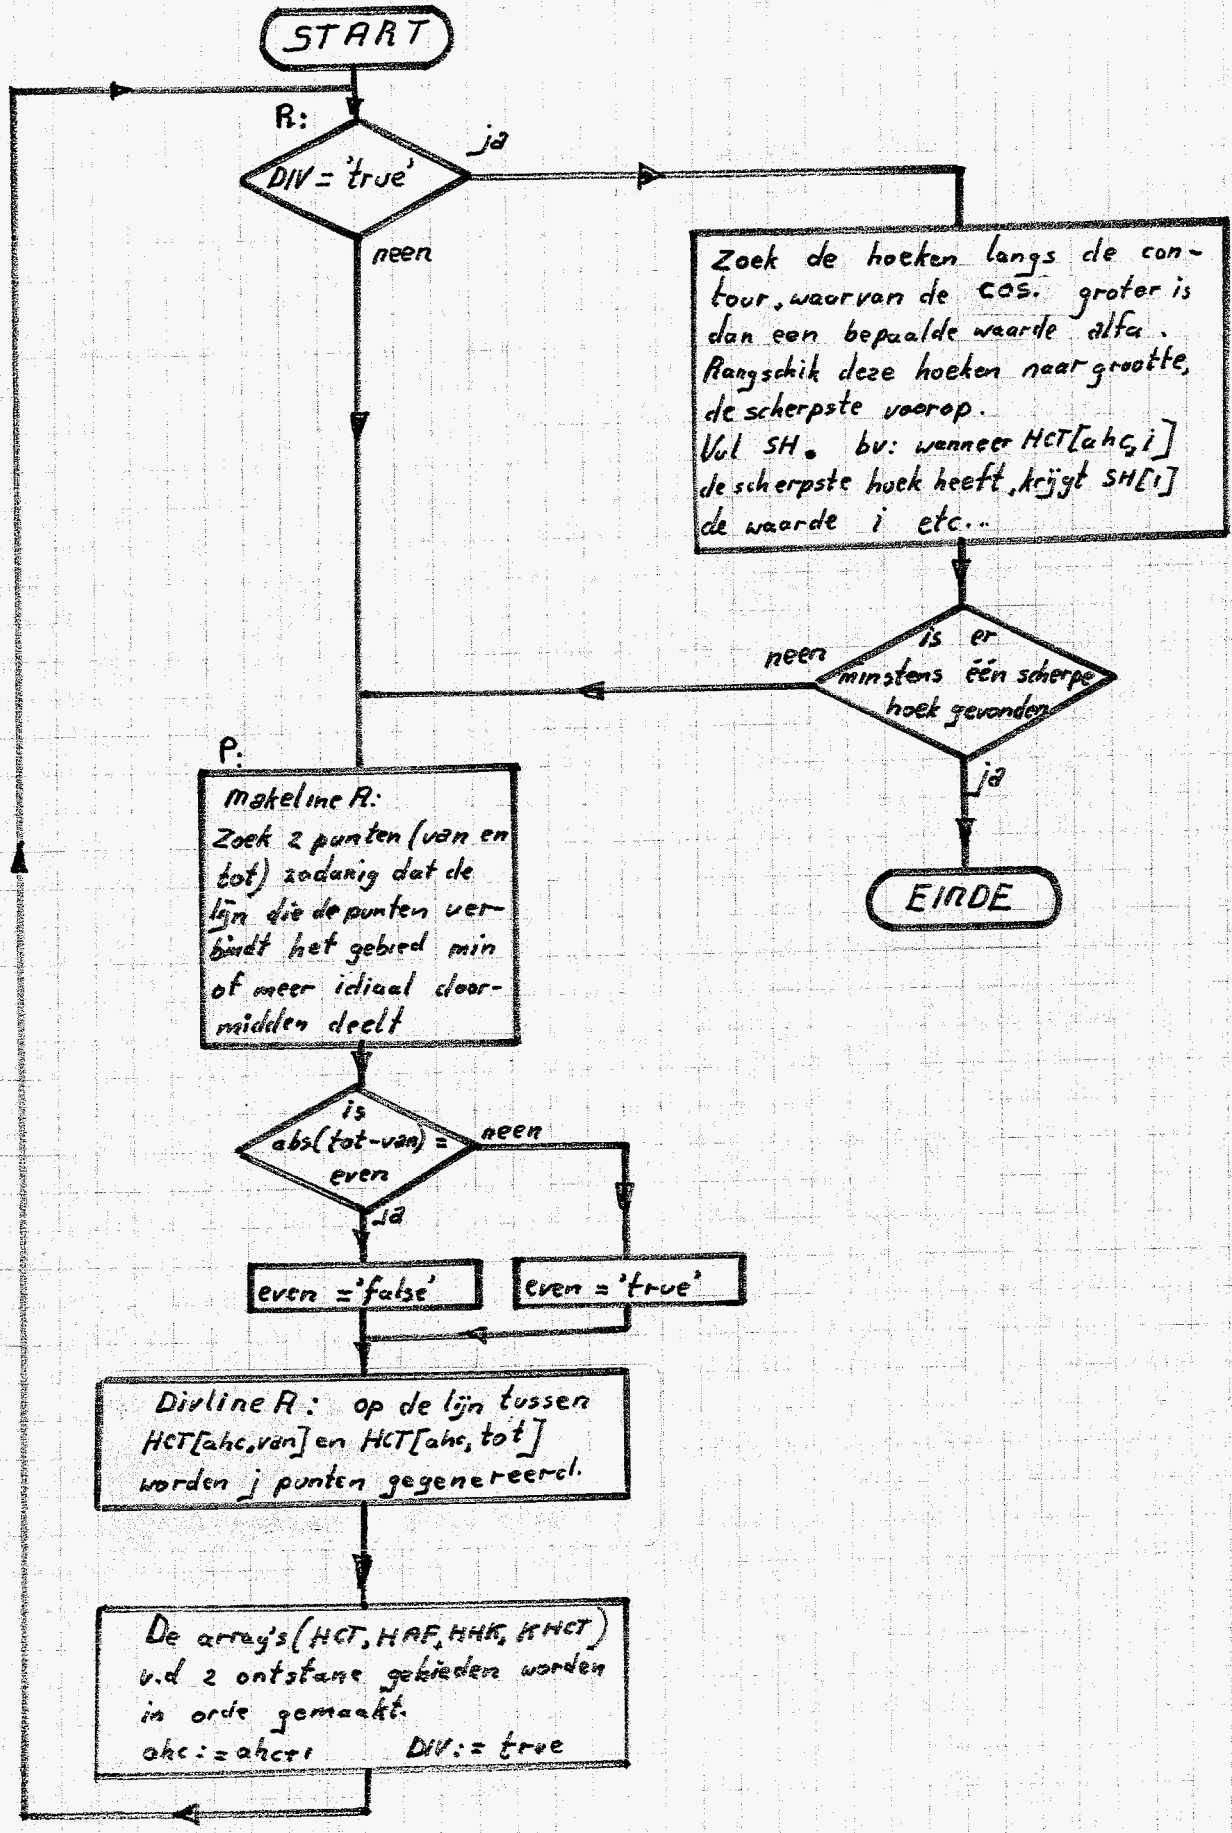 START
R:
DIV = 'true'
ja
neen
Zoek de hoeken langs de con-
tour, waarvan de cos. groter is
dan een bepaalde waarde alfa.
Rangschik deze hoeken naar grootte,
de scherpste voorop.
Vul SH. bv: wanneer HCT[ahc, i]
de scherpste hoek heeft, krijgt SH[1]
de waarde i etc...
is er
minstens één scherpe
hoek gevonden
neen
ja
EINDE
P:
makeline A:
Zoek 2 punten (van en
tot) zodanig dat de
lijn die de punten ver-
bindt het gebied min
of meer idiaal door-
midden deelt
is
abs(tot-van) =
even
neen
ja
even = 'false'
even = 'true'
Divline A: op de lijn tussen
HCT[ahc, van] en HCT[ahc, tot]
worden j punten gegenereerd.
De array's (HCT, HAF, HHK, KHCT)
v.d 2 ontstane gebieden worden
in orde gemaakt.
ahc := ahc+1 DIV := true